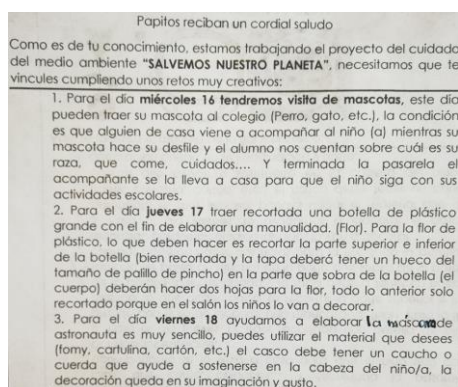 Papitos reciban un cordial saludo
Como es de tu conocimiento, estamos trabajando el proyecto del cuidado
del medio ambiente “SALVEMOS NUESTRO PLANETA”, necesitamos que te
vincules cumpliendo unos retos muy creativos:
1. Para el día miércoles 16 tendremos visita de mascotas, este día
pueden traer su mascota al colegio (Perro, gato, etc.), la condición
es que alguien de casa viene a acompañar al niño (a) mientras su
mascota hace su desfile y el alumno nos cuentan sobre cuál es su
raza, que come, cuidados.... Y terminada la pasarela el
acompañante se la lleva a casa para que el niño siga con sus
actividades escolares.
2. Para el día jueves 17 traer recortada una botella de plástico
grande con el fin de elaborar una manualidad. (Flor). Para la flor de
plástico, lo que deben hacer es recortar la parte superior e inferior
de la botella (bien recortada y la tapa deberá tener un hueco del
tamaño de palillo de pincho) en la parte que sobra de la botella (el
cuerpo) deberán hacer dos hojas para la flor, todo lo anterior solo
recortado porque en el salón los niños lo van a decorar.
3. Para el día viernes 18 ayudarnos a elaborar la máscara de
astronauta es muy sencillo, puedes utilizar el material que desees
(fomy, cartulina, cartón, etc.) el casco debe tener un caucho o
cuerda que ayude a sostenerse en la cabeza del niño/a, la
decoración queda en su imaginación y gusto.